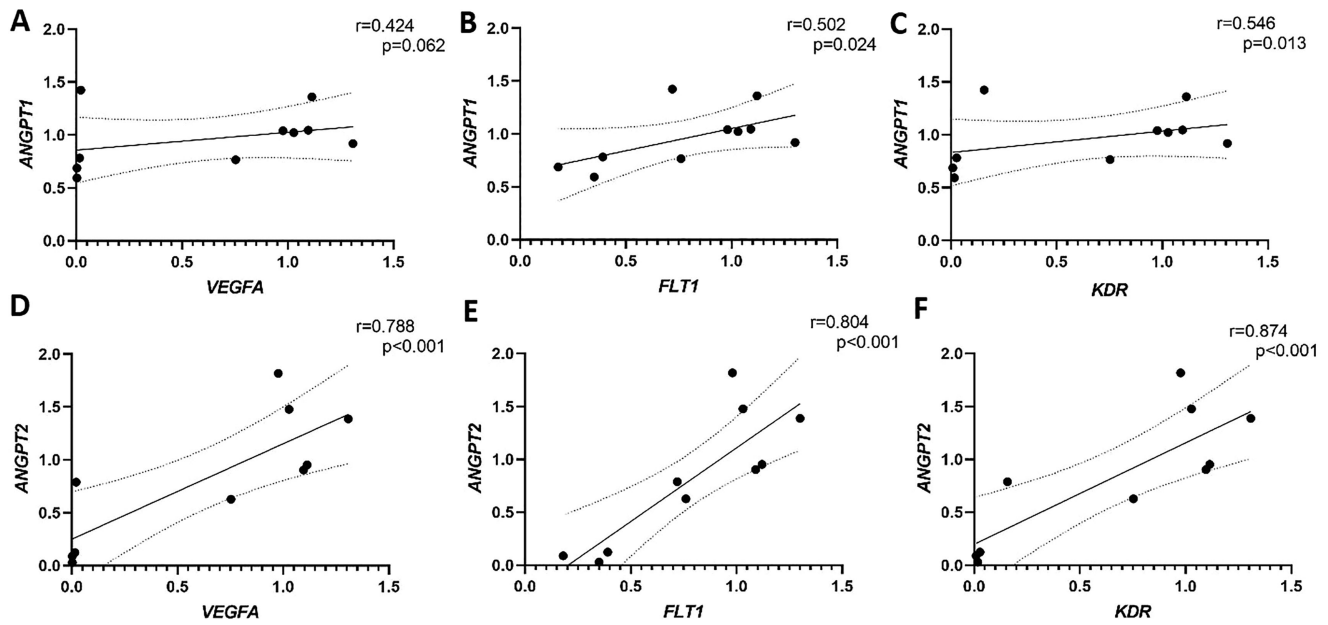 A
r=0.424
p=0.062
ANGPT1
2.0
1.5
1.0
0.5
0.0
0.0 0.5 1.0 1.5
VEGFA
B
r=0.502
p=0.024
ANGPT1
2.0
1.5
1.0
0.5
0.0
0.0 0.5 1.0 1.5
FLT1
C
r=0.546
p=0.013
ANGPT1
2.0
1.5
1.0
0.5
0.0
0.0 0.5 1.0 1.5
KDR
D
r=0.788
p<0.001
ANGPT2
2.0
1.5
1.0
0.5
0.0
0.0 0.5 1.0 1.5
VEGFA
E
r=0.804
p<0.001
ANGPT2
2.0
1.5
1.0
0.5
0.0
0.0 0.5 1.0 1.5
FLT1
F
r=0.874
p<0.001
ANGPT2
2.0
1.5
1.0
0.5
0.0
0.0 0.5 1.0 1.5
KDR